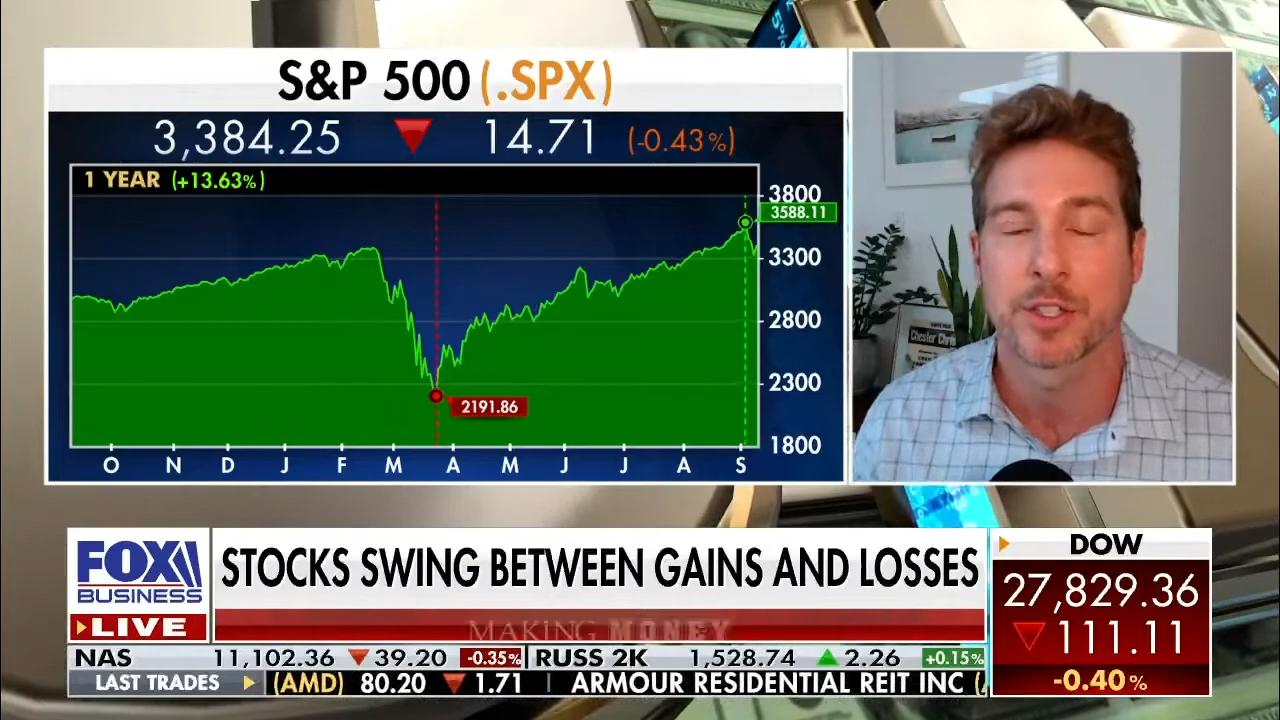 S&P 500 (.SPX)
3,384.25 ▼ 14.71 (-0.43%)
1 YEAR (+13.63%)
3800
3588.11
3300
2800
2300
2191.86
1800
O N D J F M A M J J A S
Chester
FOX
BUSINESS
LIVE
STOCKS SWING BETWEEN GAINS AND LOSSES
MAKING MONEY
DOW
27,829.36
▼ 111.11
-0.40%
NAS 11,102.36 ▼ 39.20 -0.35% RUSS 2K 1,528.74 ▲ 2.26 +0.15%
LAST TRADES (AMD) 80.20 ▼ 1.71 | ARMOUR RESIDENTIAL REIT INC (